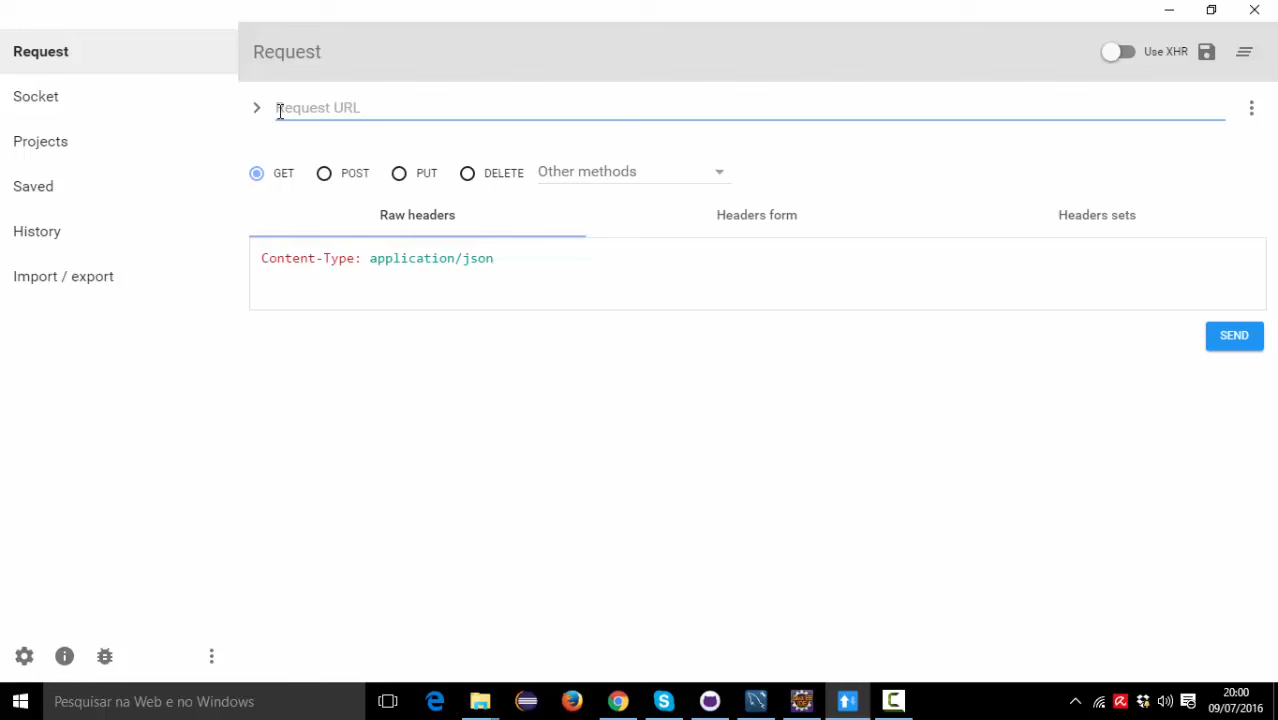 Request
Socket
Projects
Saved
History
Import / export
Request
Use XHR
Request URL
GET
POST
PUT
DELETE
Other methods
Raw headers
Headers form
Headers sets
Content-Type: application/json
SEND
Pesquisar na Web e no Windows
20:00
09/07/2016